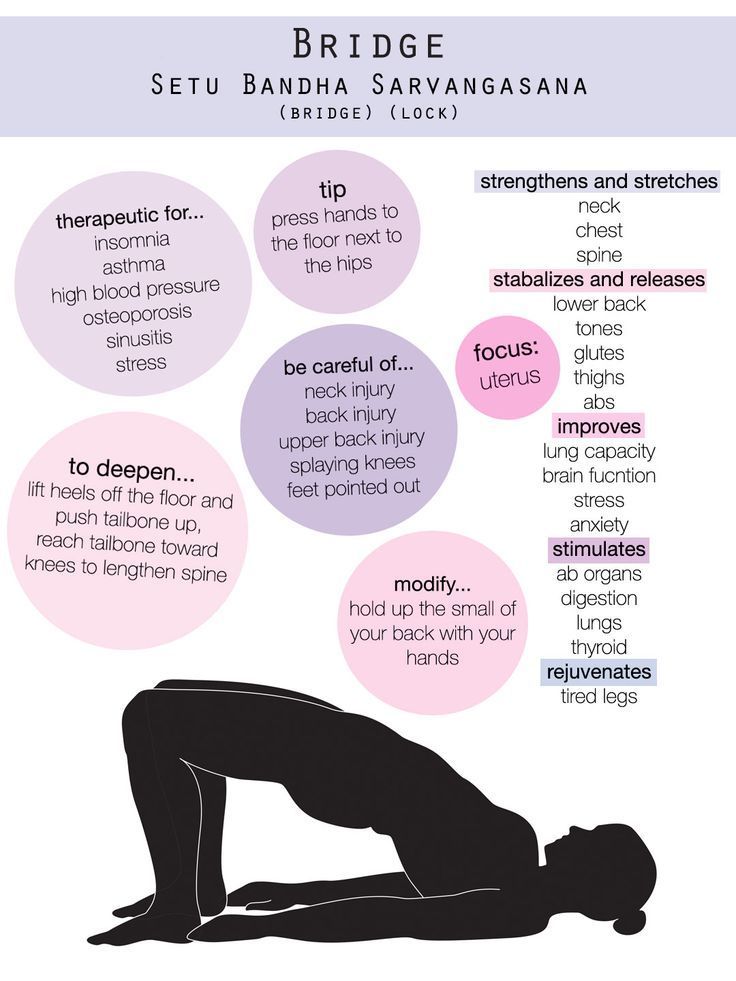 BRIDGE
SETU BANDHA SARVANGASANA
(BRIDGE) (LOCK)
therapeutic for...
insomnia
asthma
high blood pressure
osteoporosis
sinusitis
stress
tip
press hands to
the floor next to
the hips
strengthens and stretches
neck
chest
spine
stabalizes and releases
lower back
tones
glutes
thighs
abs
improves
lung capacity
brain fucntion
stress
anxiety
stimulates
ab organs
digestion
lungs
thyroid
rejuvenates
tired legs
focus:
uterus
be careful of...
neck injury
back injury
upper back injury
splaying knees
feet pointed out
to deepen...
lift heels off the floor and
push tailbone up,
reach tailbone toward
knees to lengthen spine
modify...
hold up the small of
your back with your
hands